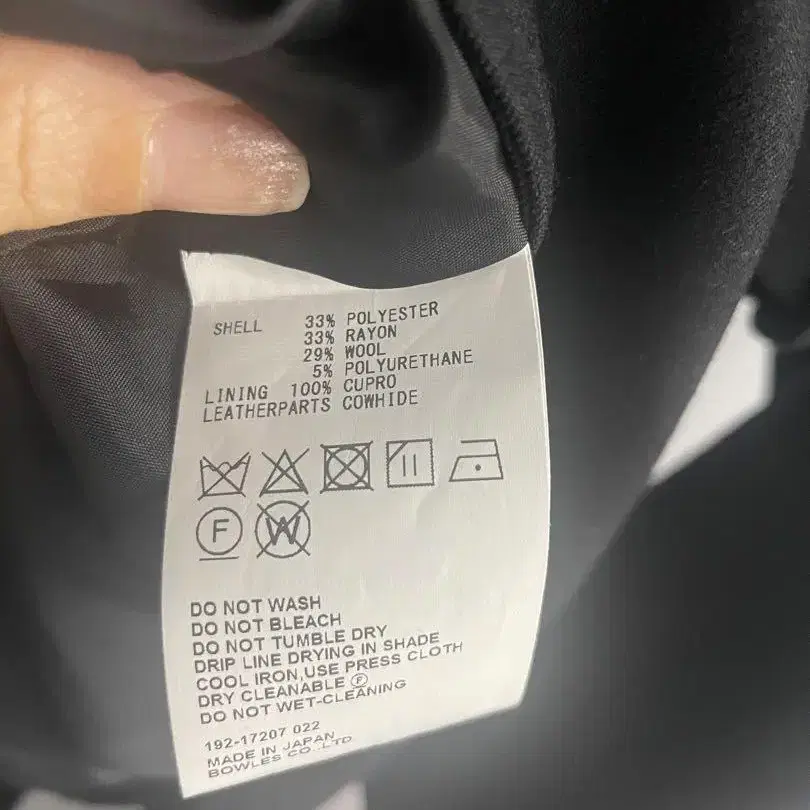 SHELL 33% POLYESTER
33% RAYON
29% WOOL
5% POLYURETHANE
LINING 100% CUPRO
LEATHERPARTS COWHIDE
F W
DO NOT WASH
DO NOT BLEACH
DO NOT TUMBLE DRY
DRIP LINE DRYING IN SHADE
COOL IRON,USE PRESS CLOTH
DRY CLEANABLE Ⓕ
DO NOT WET-CLEANING
192-17207 022
MADE IN JAPAN
BOWLES CO.,LTD